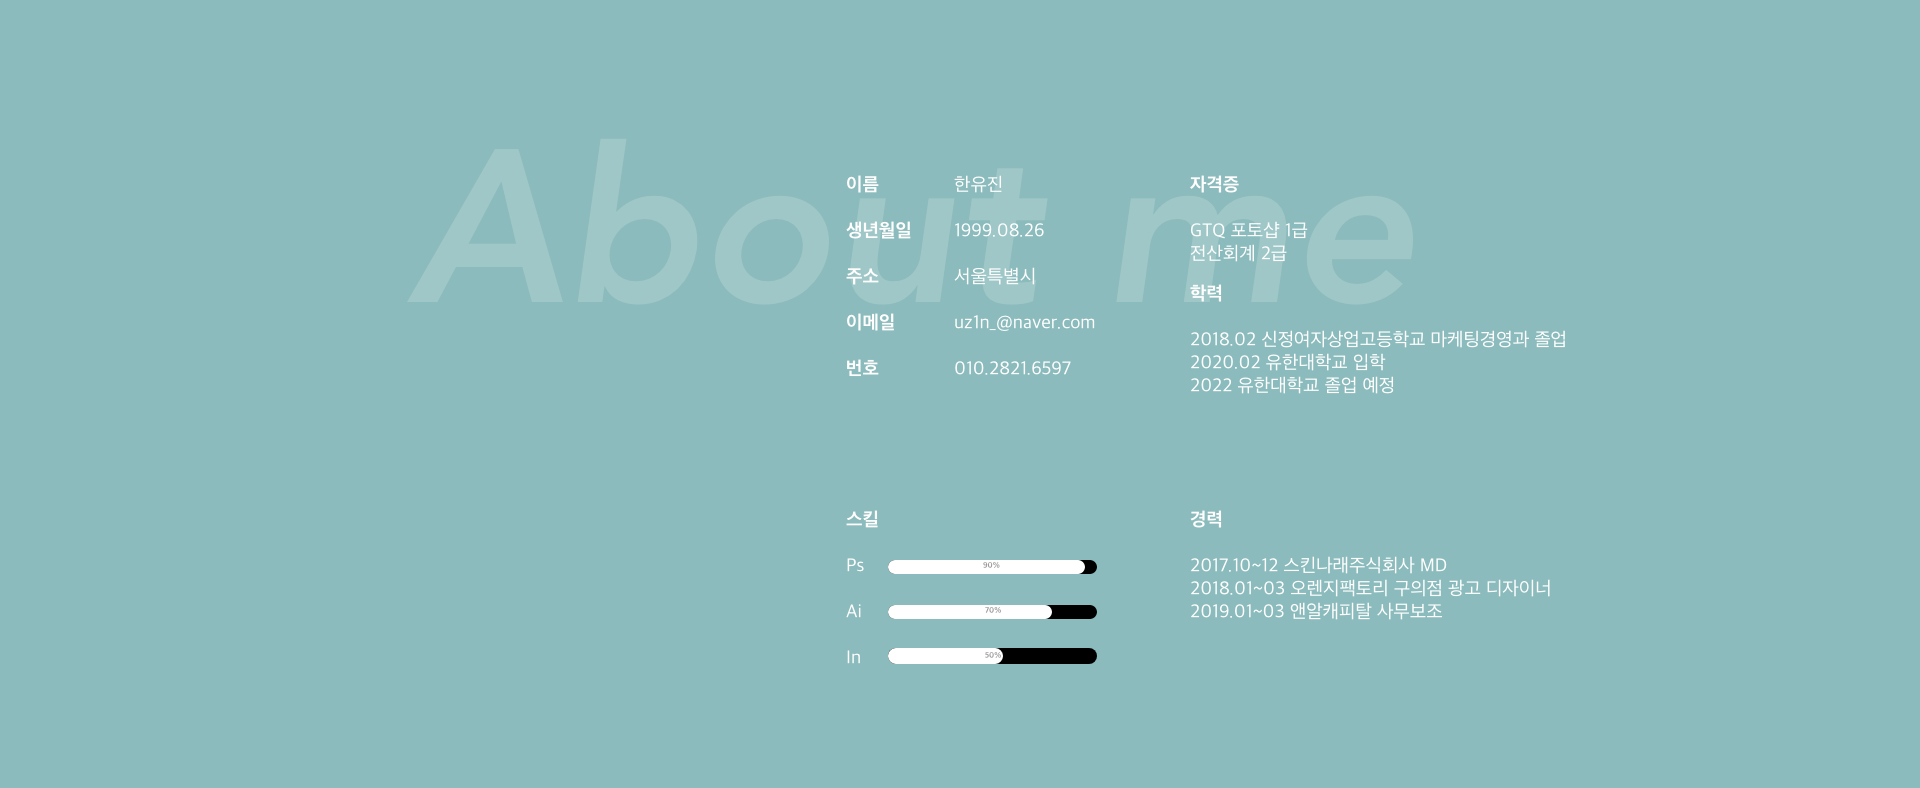 About me
이름 한유진
생년월일 1999.08.26
주소 서울특별시
이메일 uz1n_@naver.com
번호 010.2821.6597
자격증
GTQ 포토샵 1급
전산회계 2급
학력
2018.02 신정여자상업고등학교 마케팅경영과 졸업
2020.02 유한대학교 입학
2022 유한대학교 졸업 예정
스킬
Ps 90%
Ai 70%
In 50%
경력
2017.10~12 스킨나래주식회사 MD
2018.01~03 오렌지팩토리 구의점 광고 디자이너
2019.01~03 앤알캐피탈 사무보조